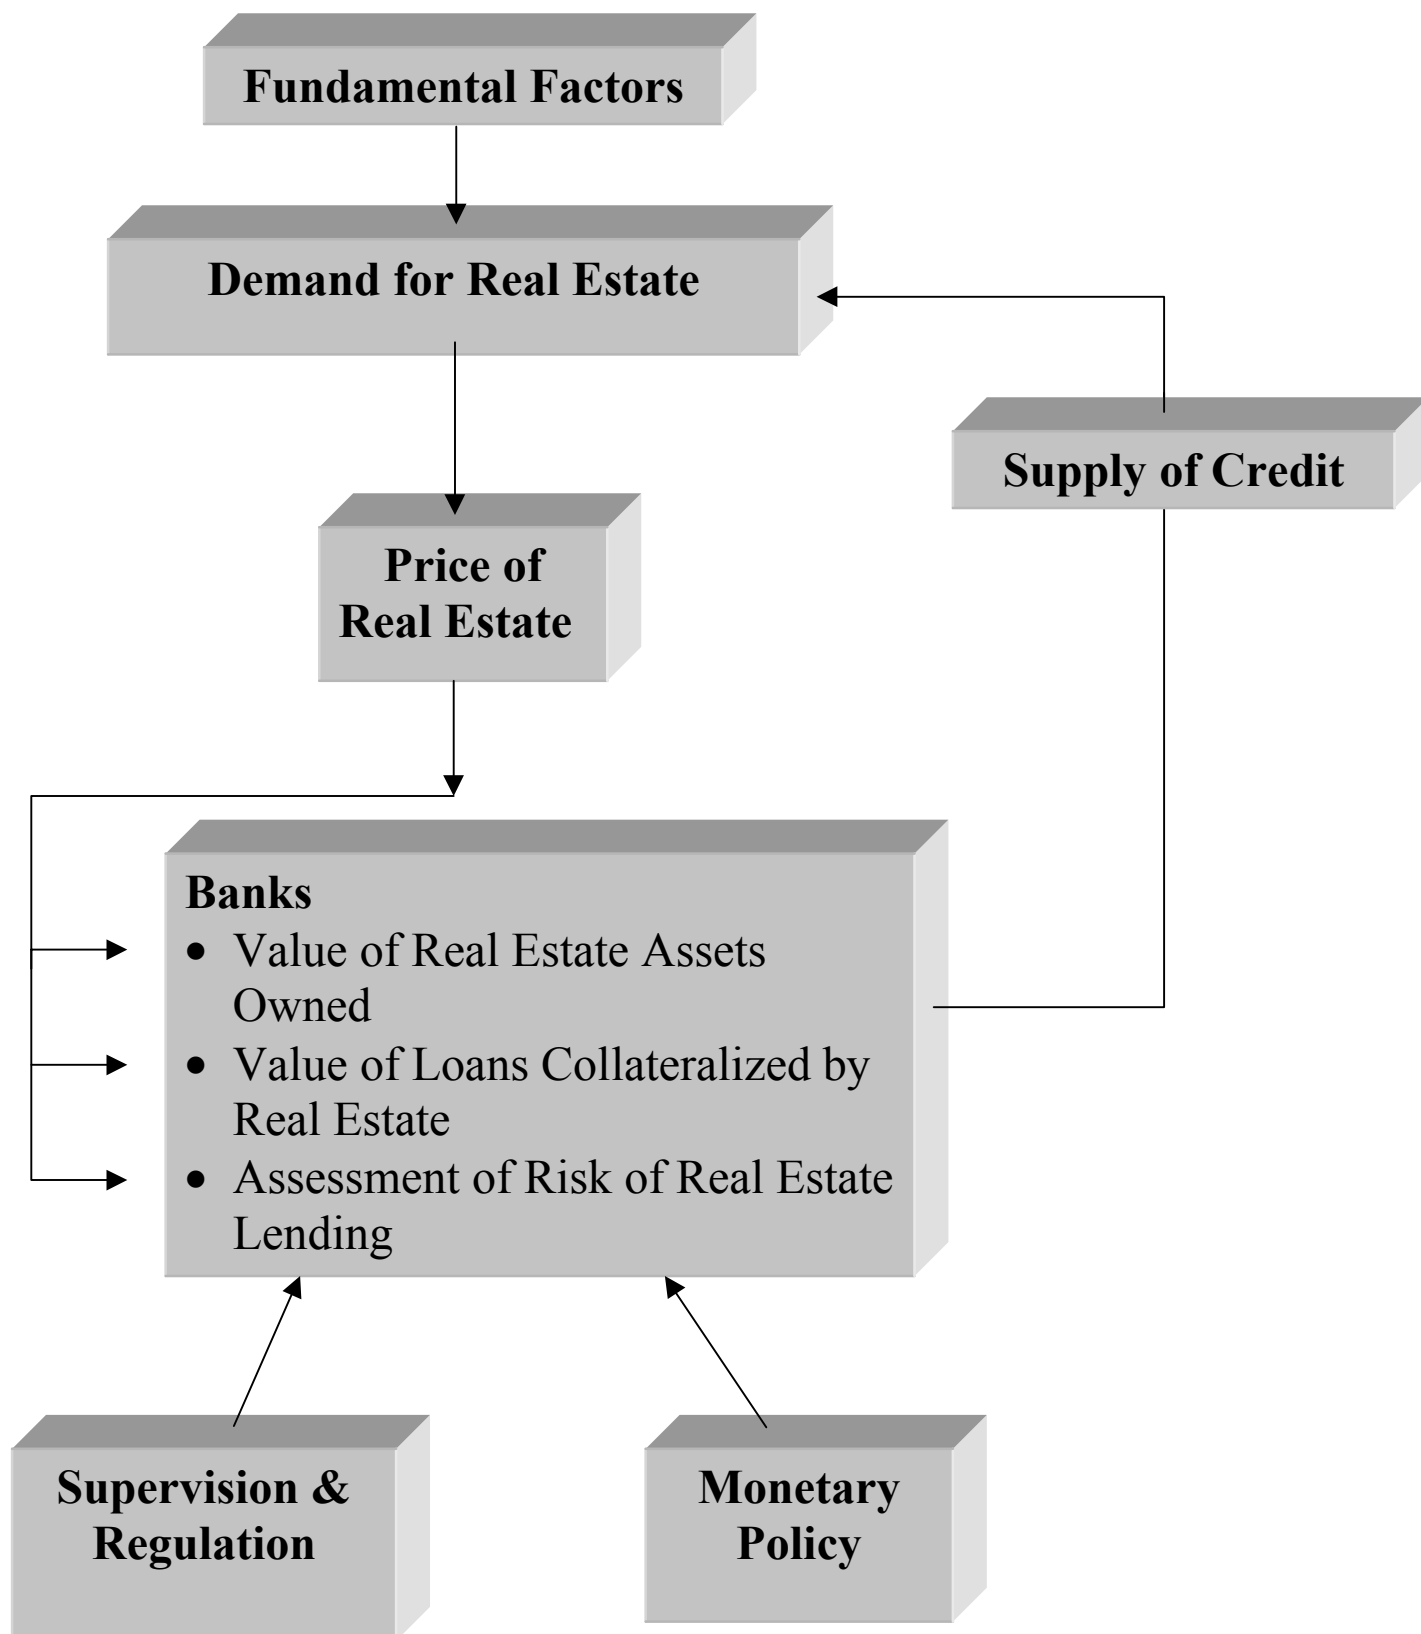 Fundamental Factors
Demand for Real Estate
Supply of Credit
Price of
Real Estate
Banks
• Value of Real Estate Assets
Owned
• Value of Loans Collateralized by
Real Estate
• Assessment of Risk of Real Estate
Lending
Supervision &
Regulation
Monetary
Policy